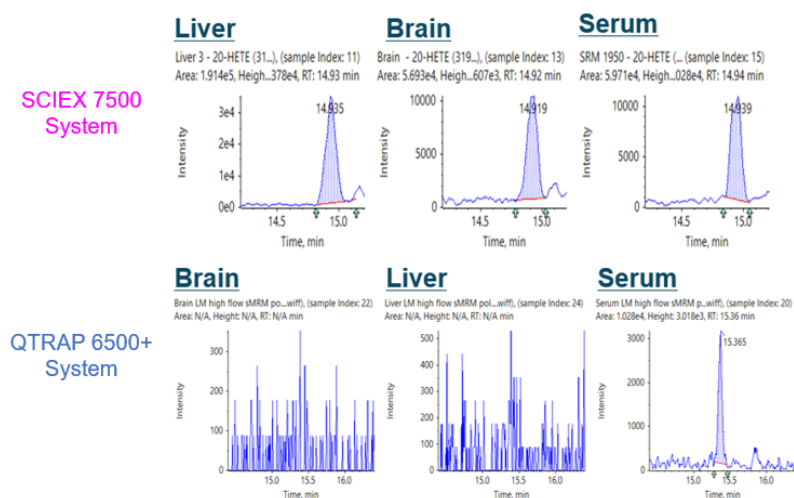 Liver
Brain
Serum
Liver 3 - 20-HETE (31...), (sample Index: 11)
Area: 1.914e5, Heigh...378e4, RT: 14.93 min
Brain - 20-HETE (319...), (sample Index: 13)
Area: 5.693e4, Heigh...607e3, RT: 14.92 min
SRM 1950 - 20-HETE (... (sample Index: 15)
Area: 5.971e4, Heigh...028e4, RT: 14.94 min
SCIEX 7500
System
Intensity
3e4
2e4
1e4
0e0
14.935
14.5
15.0
Time, min
Intensity
10000
5000
0
14.919
14.5
15.0
Time, min
Intensity
10000
5000
0
14.939
14.5
15.0
Time, min
Brain
Liver
Serum
Brain LM high flow sMRM po...wiff), (sample Index: 22)
Area: N/A, Height: N/A, RT: N/A min
Liver LM high flow sMRM pol...wiff), (sample Index: 24)
Area: N/A, Height: N/A, RT: N/A min
Serum LM high flow sMRM p...wiff), (sample Index: 20)
Area: 1.028e4, Height: 3.018e3, RT: 15.36 min
QTRAP 6500+
System
Intensity
300
200
100
0
15.0
15.5
16.0
Time, min
Intensity
500
400
300
200
100
0
15.0
15.5
16.0
Time, min
Intensity
3000
2000
1000
0
15.365
15.0
15.5
16.0
Time, min